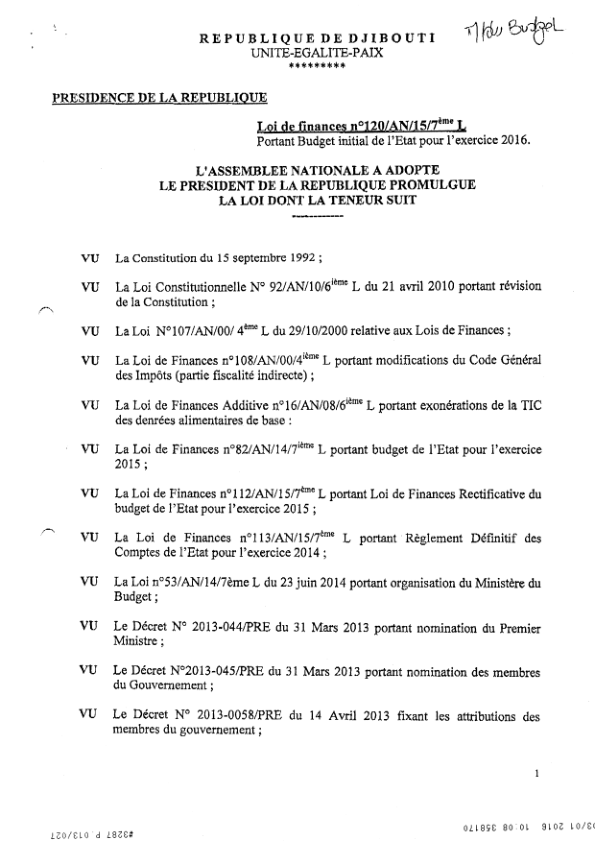 REPUBLIQUE DE DJIBOUTI
UNITE-EGALITE-PAIX
*********
Budget
PRESIDENCE DE LA REPUBLIQUE
Loi de finances n°120/AN/15/7ème L
Portant Budget initial de l'Etat pour l'exercice 2016.
L'ASSEMBLEE NATIONALE A ADOPTE
LE PRESIDENT DE LA REPUBLIQUE PROMULGUE
LA LOI DONT LA TENEUR SUIT
------------
VU La Constitution du 15 septembre 1992 ;
VU La Loi Constitutionnelle N° 92/AN/10/6ième L du 21 avril 2010 portant révision
de la Constitution ;
VU La Loi N°107/AN/00/ 4ème L du 29/10/2000 relative aux Lois de Finances ;
VU La Loi de Finances n°108/AN/00/4ième L portant modifications du Code Général
des Impôts (partie fiscalité indirecte) ;
VU La Loi de Finances Additive n°16/AN/08/6ième L portant exonérations de la TIC
des denrées alimentaires de base :
VU La Loi de Finances n°82/AN/14/7ième L portant budget de l'Etat pour l'exercice
2015 ;
VU La Loi de Finances n°112/AN/15/7ème L portant Loi de Finances Rectificative du
budget de l'Etat pour l'exercice 2015 ;
VU La Loi de Finances n°113/AN/15/7ème L portant Règlement Définitif des
Comptes de l'Etat pour l'exercice 2014 ;
VU La Loi n°53/AN/14/7ème L du 23 juin 2014 portant organisation du Ministère du
Budget ;
VU Le Décret N° 2013-044/PRE du 31 Mars 2013 portant nomination du Premier
Ministre ;
VU Le Décret N°2013-045/PRE du 31 Mars 2013 portant nomination des membres
du Gouvernement ;
VU Le Décret N° 2013-0058/PRE du 14 Avril 2013 fixant les attributions des
membres du gouvernement ;
1
03/01 2016 10:08 358170
#3287 P.013/027